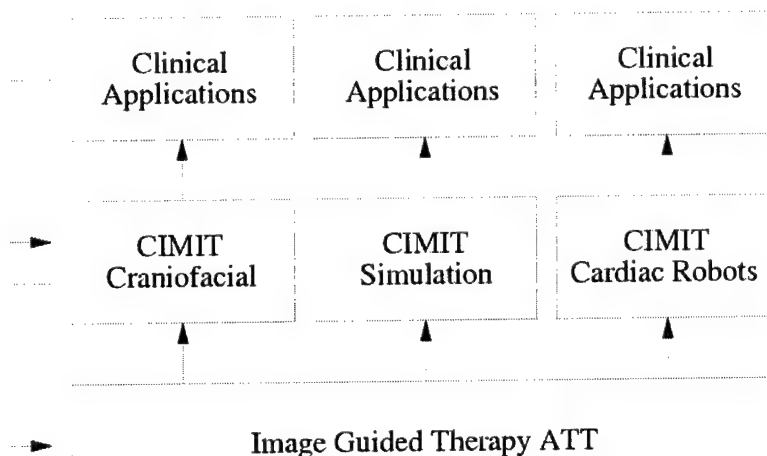 Clinical
Applications
Clinical
Applications
Clinical
Applications
CIMIT
Craniofacial
CIMIT
Simulation
CIMIT
Cardiac Robots
Image Guided Therapy ATT